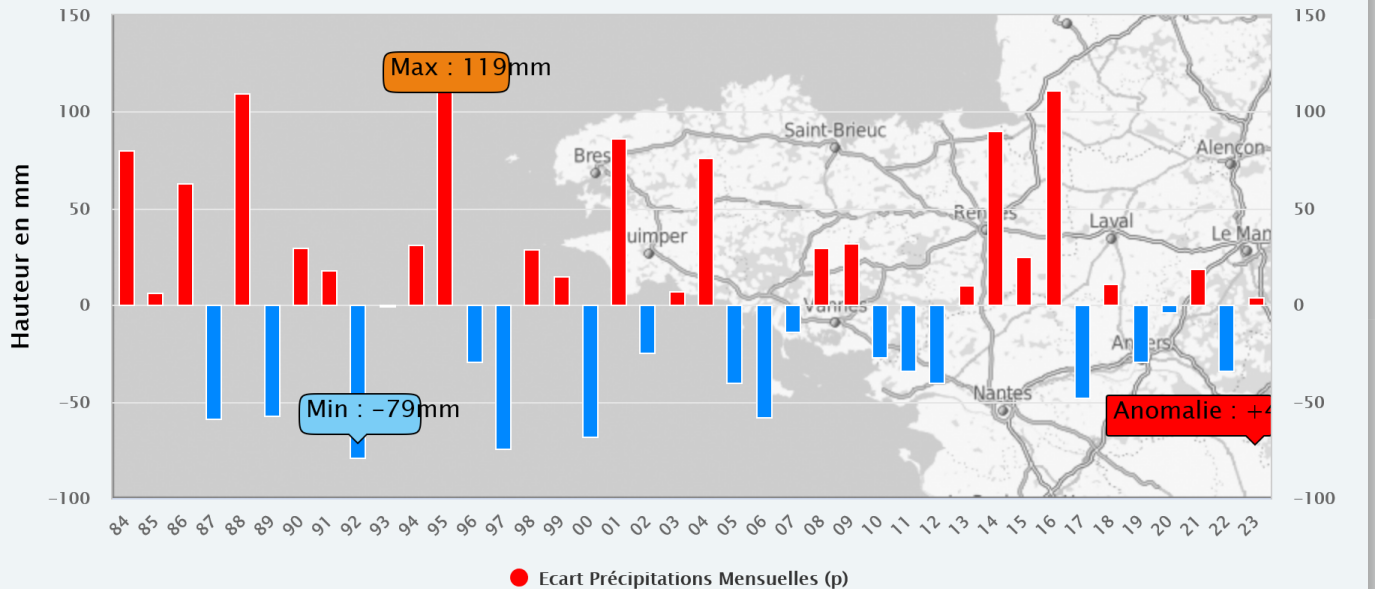 150
150
Max : 119mm
100
100
Saint-Brieuc
Alençon
Bres
50
50
Rennes
Laval
uimper
Le Man
Hauteur en mm
0
0
Vannes
Angers
Nantes
−50
Min : −79mm
Anomalie : +4
−50
−100
−100
84 85 86 87 88 89 90 91 92 93 94 95 96 97 98 99 00 01 02 03 04 05 06 07 08 09 10 11 12 13 14 15 16 17 18 19 20 21 22 23
Ecart Précipitations Mensuelles (p)